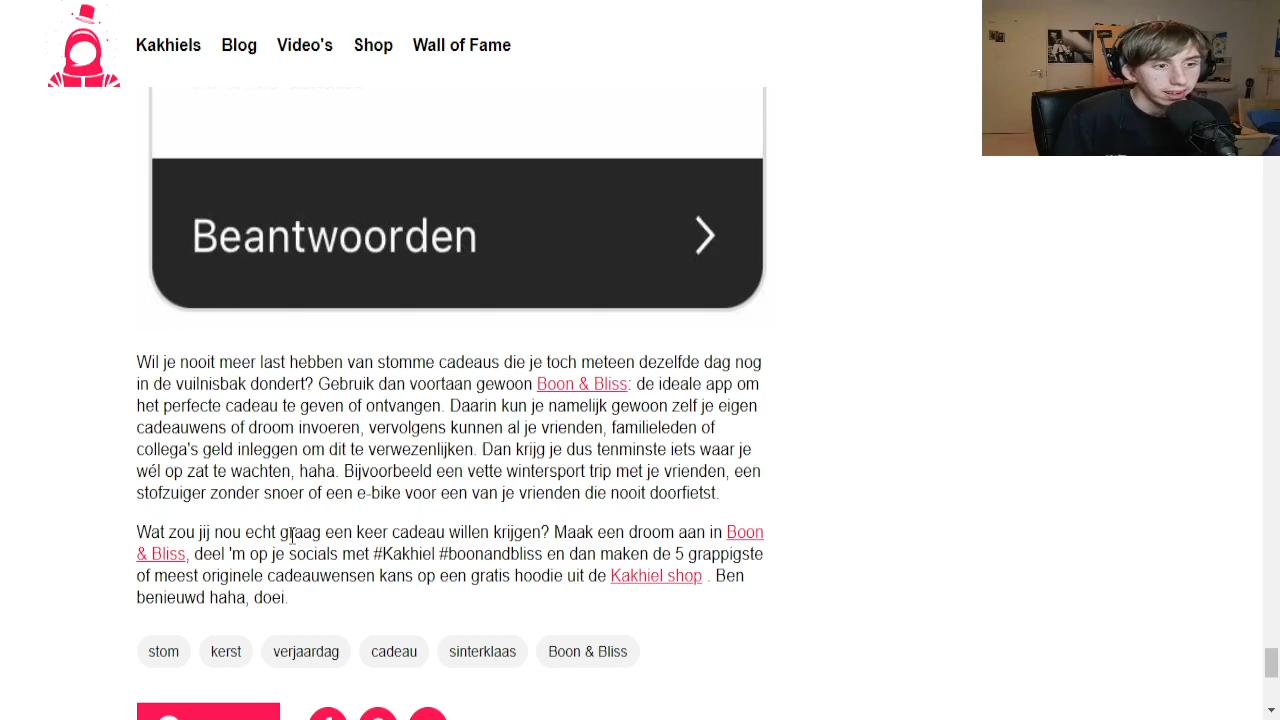 Kakhiels Blog Video's Shop Wall of Fame
Beantwoorden
Wil je nooit meer last hebben van stomme cadeaus die je toch meteen dezelfde dag nog
in de vuilnisbak dondert? Gebruik dan voortaan gewoon Boon & Bliss: de ideale app om
het perfecte cadeau te geven of ontvangen. Daarin kun je namelijk gewoon zelf je eigen
cadeauwens of droom invoeren, vervolgens kunnen al je vrienden, familieleden of
collega's geld inleggen om dit te verwezenlijken. Dan krijg je dus tenminste iets waar je
wél op zat te wachten, haha. Bijvoorbeeld een vette wintersport trip met je vrienden, een
stofzuiger zonder snoer of een e-bike voor een van je vrienden die nooit doorfietst.
Wat zou jij nou echt graag een keer cadeau willen krijgen? Maak een droom aan in Boon
& Bliss, deel 'm op je socials met #Kakhiel #boonandbliss en dan maken de 5 grappigste
of meest originele cadeauwensen kans op een gratis hoodie uit de Kakhiel shop . Ben
benieuwd haha, doei.
stom kerst verjaardag cadeau sinterklaas Boon & Bliss